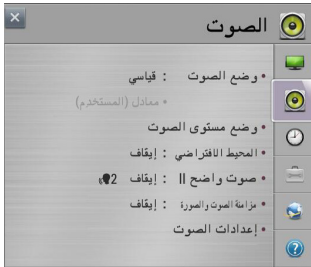 الصوت
• وضع الصوت : قياسي
• معادل (المستخدم)
• وضع مستوى الصوت
• المحيط الافتراضي : إيقاف
• صوت واضح II : إيقاف 2
• مزامنة الصوت والصورة : إيقاف
• إعدادات الصوت